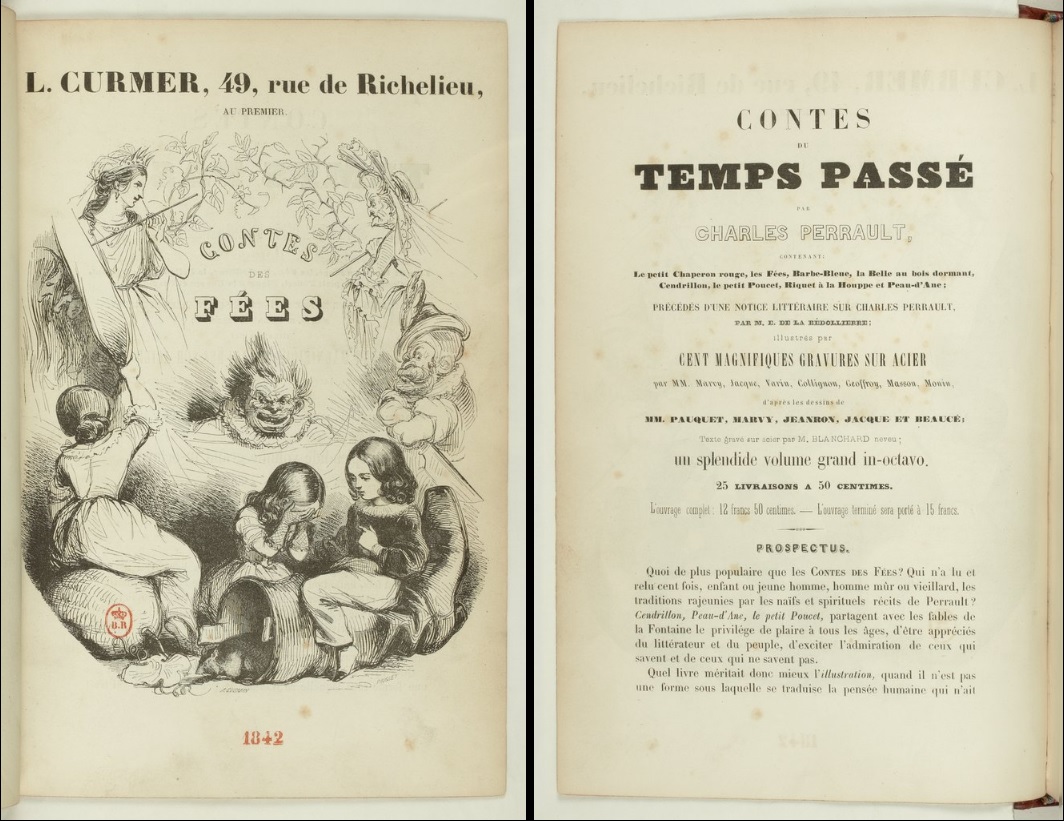 L. CURMER, 49, rue de Richelieu,
AU PREMIER.
CONTES
DES
FÉES
B.R
1842
CONTES
DU
TEMPS PASSÉ
PAR
CHARLES PERRAULT,
CONTENANT:
Le petit Chaperon rouge, les Fées, Barbe-Bleue, la Belle au bois dormant,
Cendrillon, le petit Poucet, Riquet à la Houppe et Peau-d'Ane;
PRÉCÉDÉS D'UNE NOTICE LITTÉRAIRE SUR CHARLES PERRAULT,
PAR M. E. DE LA BÉDOLLIERRE;
illustrés par
CENT MAGNIFIQUES GRAVURES SUR ACIER
par MM. Marvy, Jacque, Varin, Collignon, Geoffroy, Masson, Mouin,
d'après les dessins de
MM. PAUQUET, MARVY, JEANRON, JACQUE ET BEAUCÉ;
Texte gravé sur acier par M. BLANCHARD neveu;
un splendide volume grand in-octavo.
25 LIVRAISONS A 50 CENTIMES.
L'ouvrage complet: 12 francs 50 centimes. — L'ouvrage terminé sera porté à 15 francs.
PROSPECTUS.
Quoi de plus populaire que les CONTES DES FÉES? Qui n'a lu et
relu cent fois, enfant ou jeune homme, homme mûr ou vieillard, les
traditions rajeunies par les naïfs et spirituels récits de Perrault?
Cendrillon, Peau-d'Ane, le petit Poucet, partagent avec les fables de
la Fontaine le privilége de plaire à tous les âges, d'être appréciés
du littérateur et du peuple, d'exciter l'admiration de ceux qui
savent et de ceux qui ne savent pas.
Quel livre méritait donc mieux l'illustration, quand il n'est pas
une forme sous laquelle se traduise la pensée humaine qui n'ait